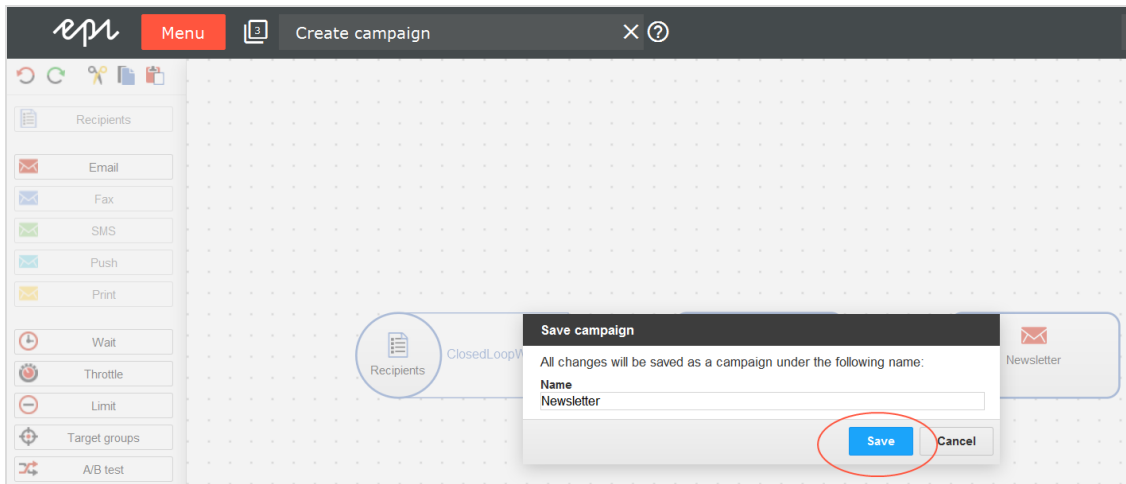 epi
Menu
3
Create campaign
?
Recipients
Email
Fax
SMS
Push
Print
Wait
Throttle
Limit
Target groups
A/B test
Recipients
ClosedLoopW
Newsletter
Save campaign
All changes will be saved as a campaign under the following name:
Name
Newsletter
Save
Cancel